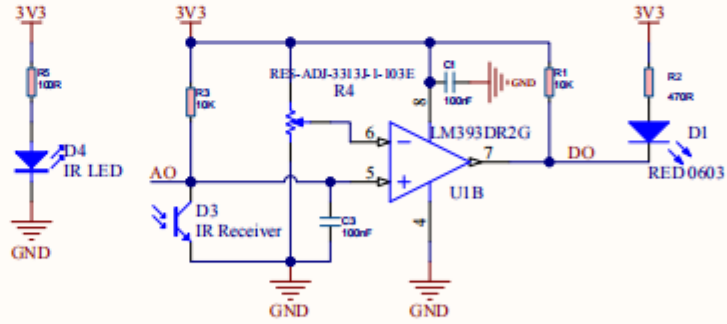 3V3
3V3
3V3
R5
100R
R3
10K
RES-ADJ-3313J-1-103E
R4
C1
100nF
GND
R1
10K
R2
470R
8
LM393DR2G
D4
IR LED
6
7
DO
D1
RED 0603
AO
5
U1B
D3
IR Receiver
C3
100nF
4
GND
GND
GND